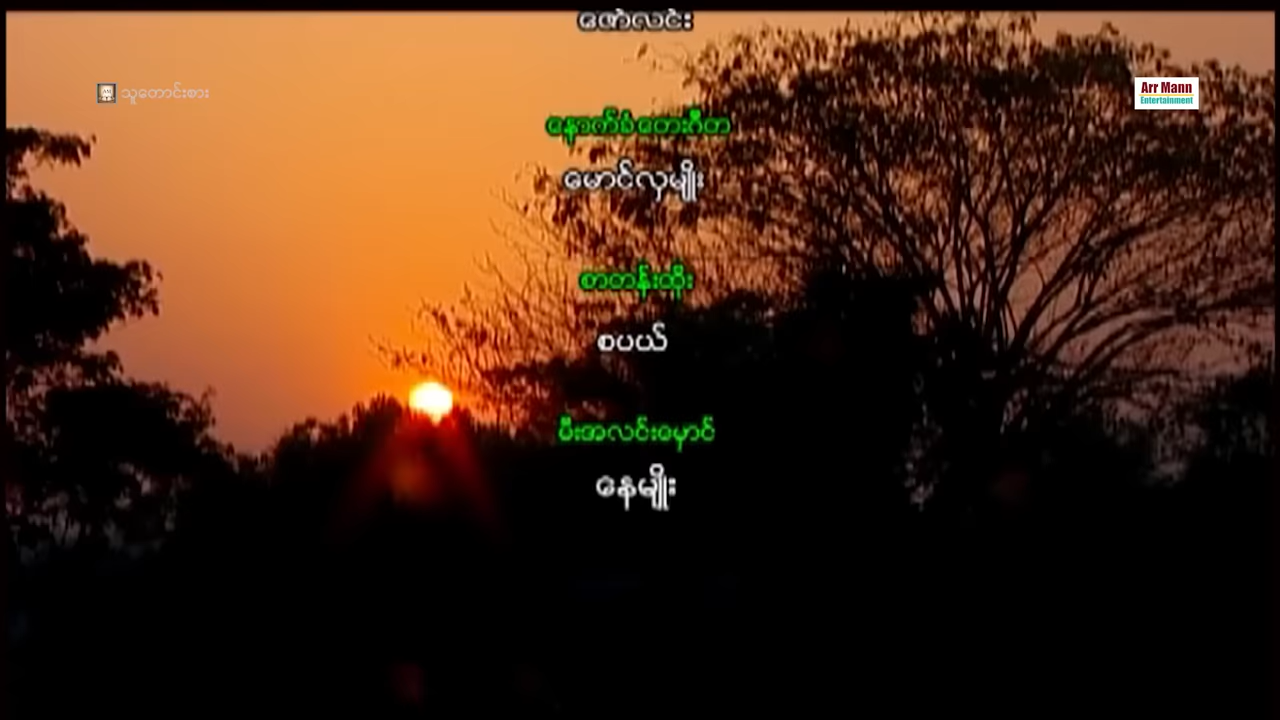 ဇော်လင်း
သူတောင်းစား
Arr Mann
Entertainment
နောက်ခံတေးဂီတ
မောင်လှမျိုး
စာတန်းထိုး
စပယ်
မီးအလင်းမှောင်
နေမျိုး